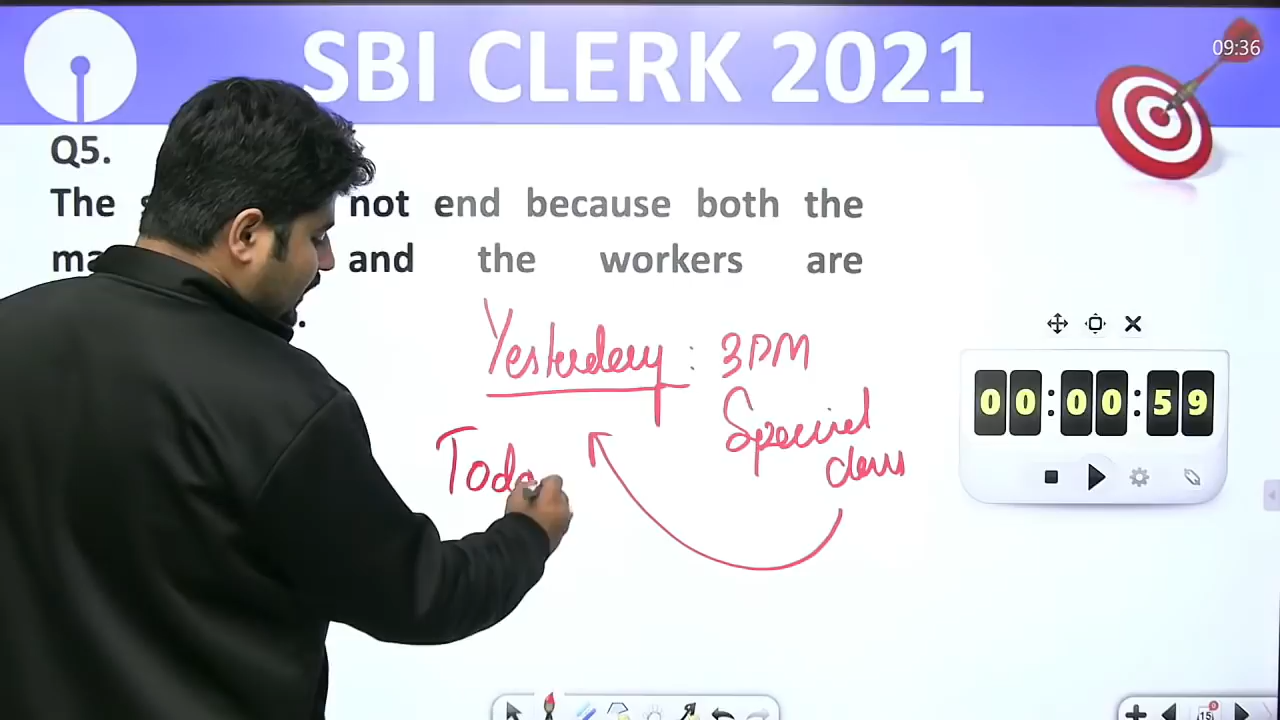 SBI CLERK 2021
09:36
Q5.
The not end because both the
and the workers are
Yesterday : 3PM
Special
class
Toda
00:00:59
15